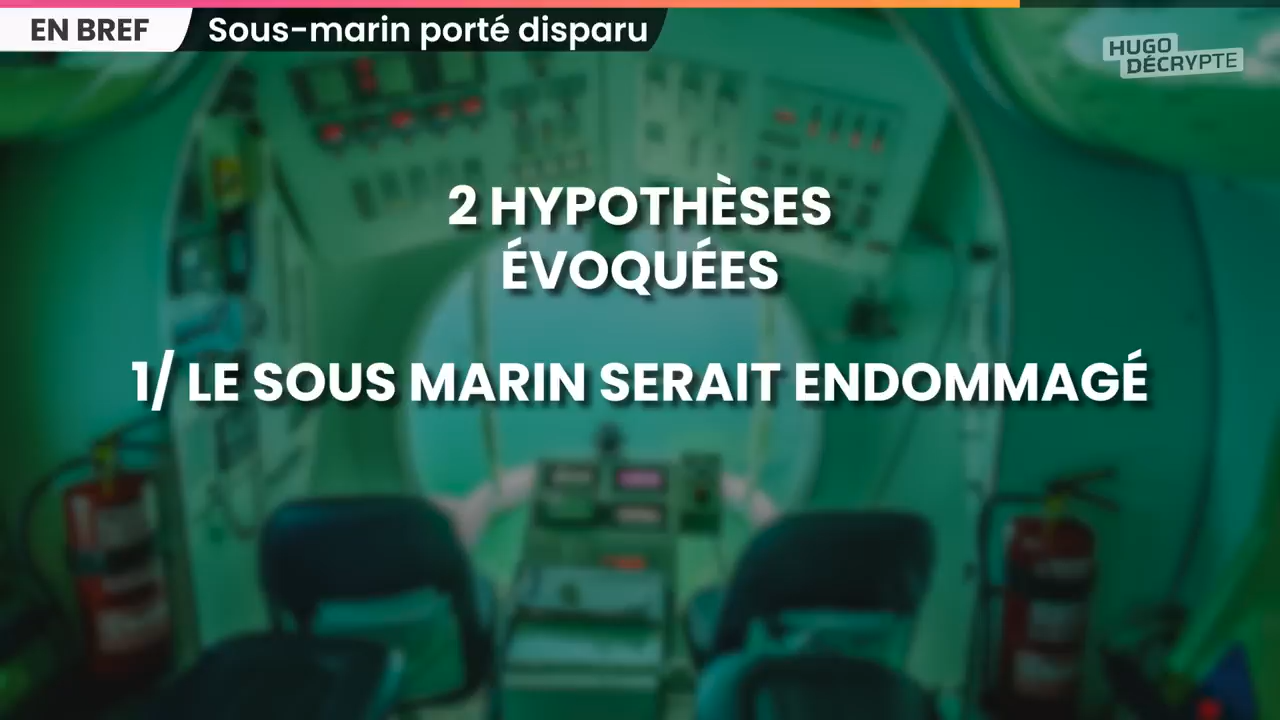 EN BREF
Sous-marin porté disparu
HUGO
DÉCRYPTE
2 HYPOTHÈSES
ÉVOQUÉES
1/ LE SOUS MARIN SERAIT ENDOMMAGÉ